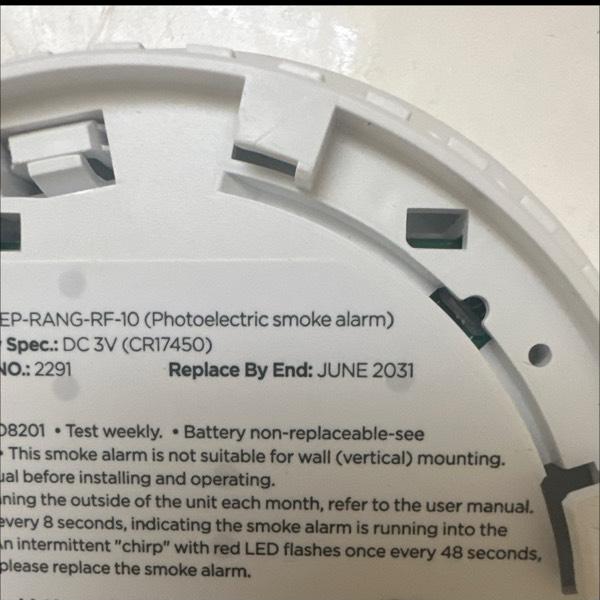 EP-RANG-RF-10 (Photoelectric smoke alarm)
Spec.: DC 3V (CR17450)
NO.: 2291 Replace By End: JUNE 2031
08201 • Test weekly. • Battery non-replaceable-see
• This smoke alarm is not suitable for wall (vertical) mounting.
ual before installing and operating.
ning the outside of the unit each month, refer to the user manual.
every 8 seconds, indicating the smoke alarm is running into the
An intermittent "chirp" with red LED flashes once every 48 seconds,
please replace the smoke alarm.